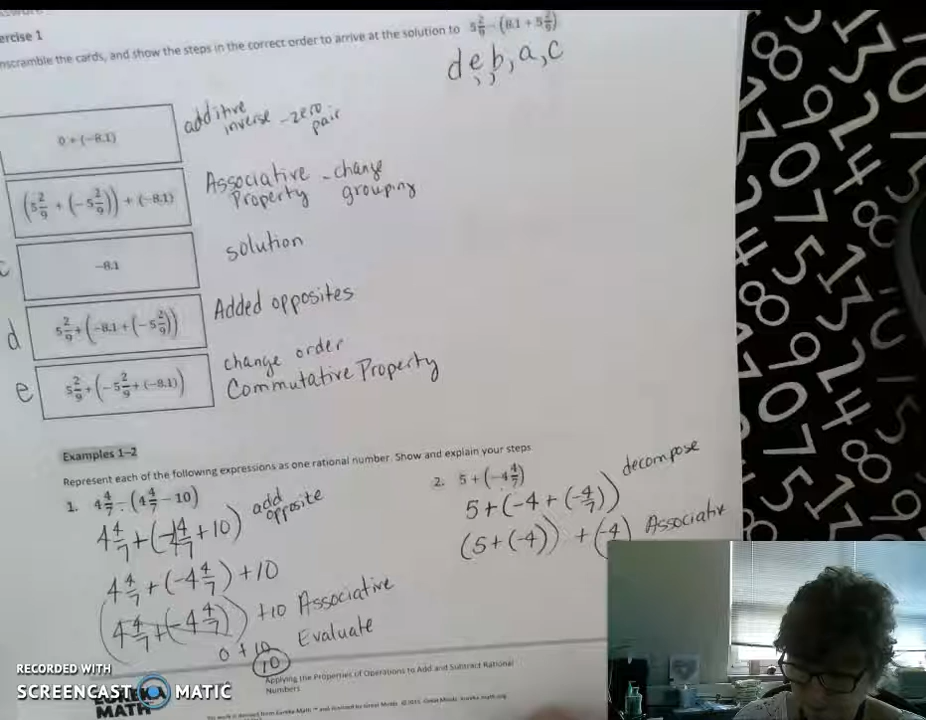 ercise 1
nscramble the cards, and show the steps in the correct order to arrive at the solution to 5 2/9 − (8.1 + 5 2/9)
d, e, b, a, c
0 + (−8.1)
additive inverse - zero pair
(5 2/9 + (−5 2/9)) + (−8.1)
Associative Property - change grouping
c
−8.1
solution
d
5 2/9 + (−8.1 + (−5 2/9))
Added opposites
e
5 2/9 + (−5 2/9 + (−8.1))
change order
Commutative Property
Examples 1–2
Represent each of the following expressions as one rational number. Show and explain your steps
1. 4 4/7 − (4 4/7 − 10)
4 4/7 + (−4 4/7 + 10) add opposite
4 4/7 + (−4 4/7) + 10
(4 4/7 + (−4 4/7)) + 10 Associative
0 + 10 Evaluate
10
2. 5 + (−4 4/7)
5 + (−4 + (−4/7)) decompose
(5 + (−4)) + (−4 Associativ
Applying the Properties of Operations to Add and Subtract Rational
Numbers
RECORDED WITH
SCREENCAST MATIC
MATH